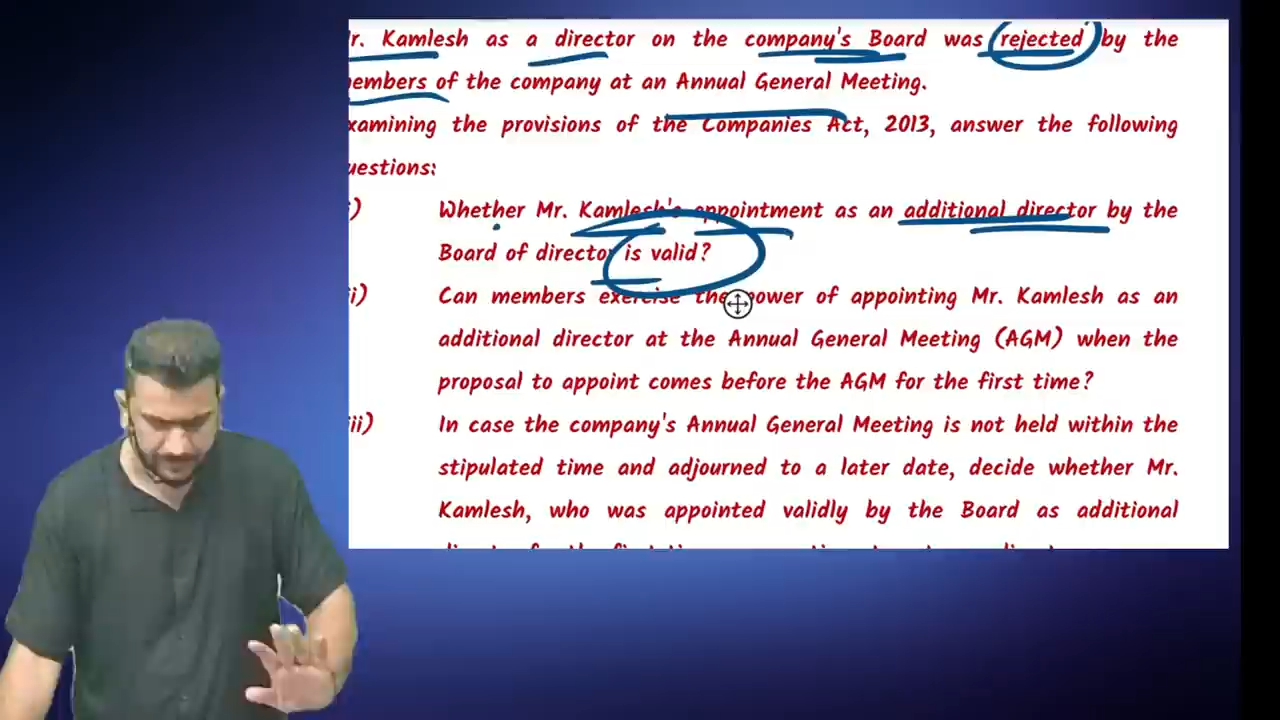 r. Kamlesh as a director on the company's Board was rejected by the
embers of the company at an Annual General Meeting.
xamining the provisions of the Companies Act, 2013, answer the following
uestions:
i) Whether Mr. Kamlesh's appointment as an additional director by the
Board of director is valid?
i) Can members exercise the power of appointing Mr. Kamlesh as an
additional director at the Annual General Meeting (AGM) when the
proposal to appoint comes before the AGM for the first time?
ii) In case the company's Annual General Meeting is not held within the
stipulated time and adjourned to a later date, decide whether Mr.
Kamlesh, who was appointed validly by the Board as additional